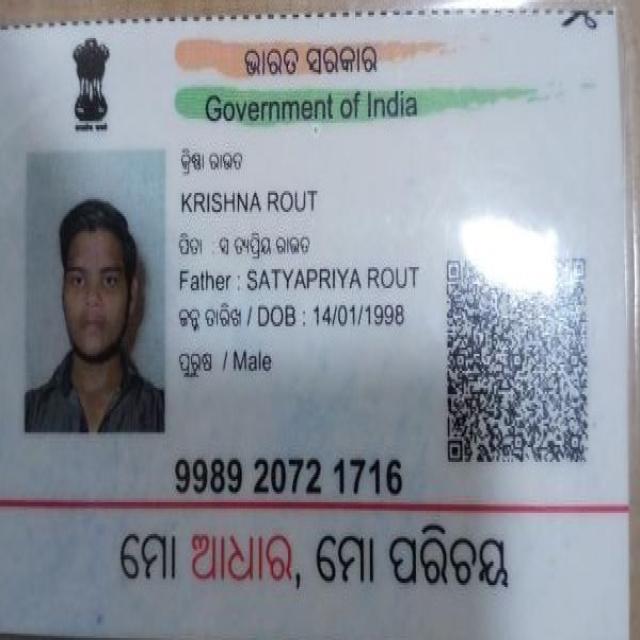 ଭାରତ ସରକାର
Government of India
କ୍ରିଷ୍ଣା ରାଉତ
KRISHNA ROUT
ପିତା : ସତ୍ୟପ୍ରିୟ ରାଉତ
Father : SATYAPRIYA ROUT
ଜନ୍ମ ତାରିଖ / DOB : 14/01/1998
ପୁରୁଷ / Male
9989 2072 1716
ମୋ ଆଧାର, ମୋ ପରିଚୟ